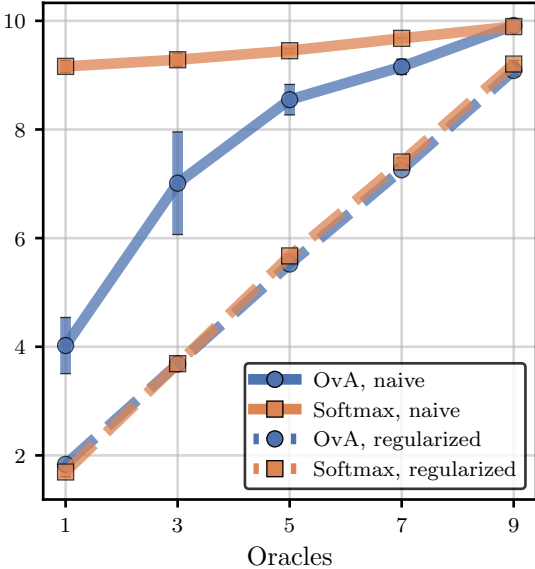 10
8
6
4
2
OvA, naive
Softmax, naive
OvA, regularized
Softmax, regularized
1 3 5 7 9
Oracles